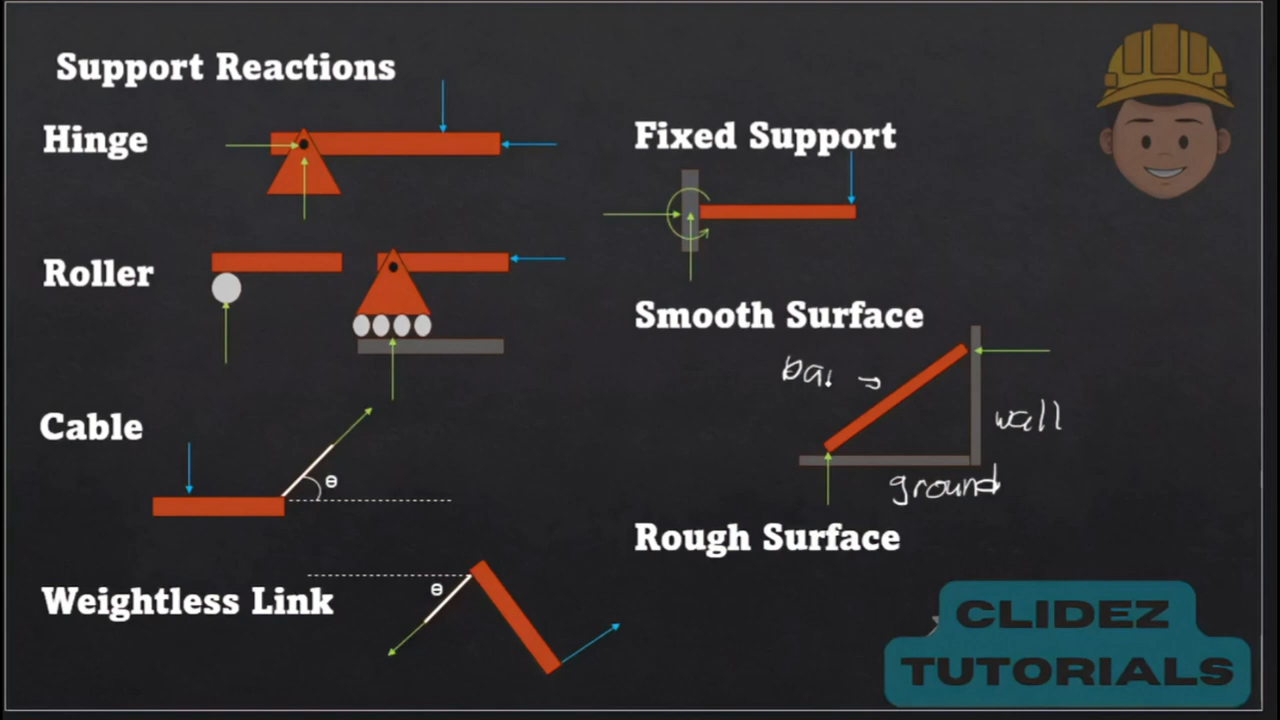 Support Reactions
Hinge
Roller
Cable
θ
Weightless Link
θ
Fixed Support
Smooth Surface
wall
ground
Rough Surface
CLIDEZ
TUTORIALS